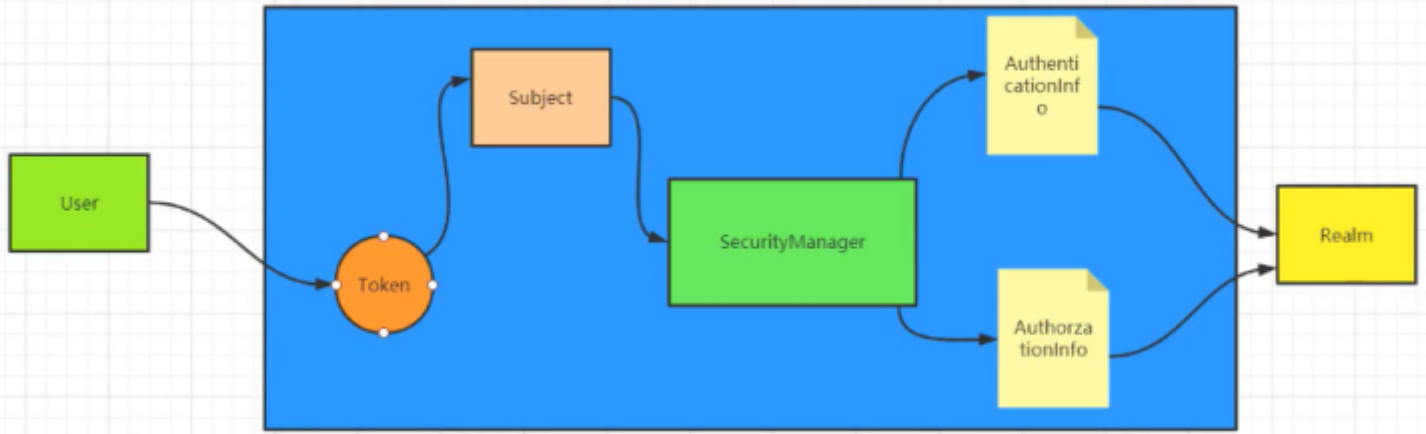 User
Token
Subject
SecurityManager
Authenti
cationInf
o
Authorza
tionInfo
Realm